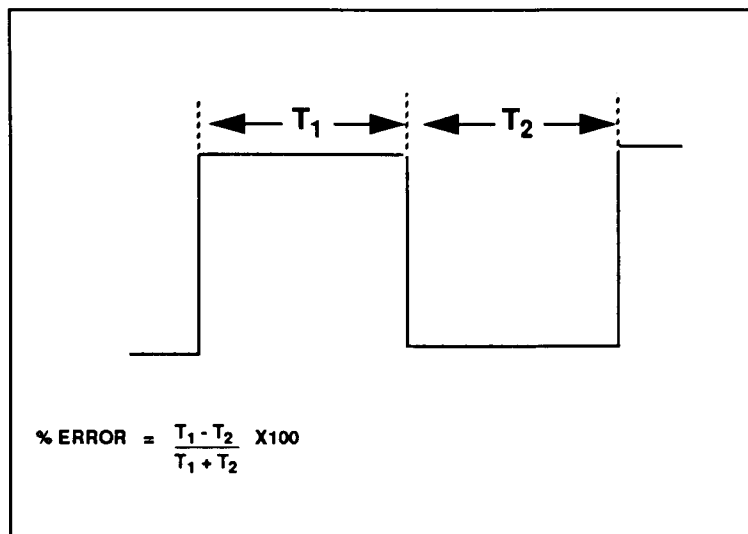 T₁ T₂
% ERROR = T₁ - T₂ / T₁ + T₂ X100